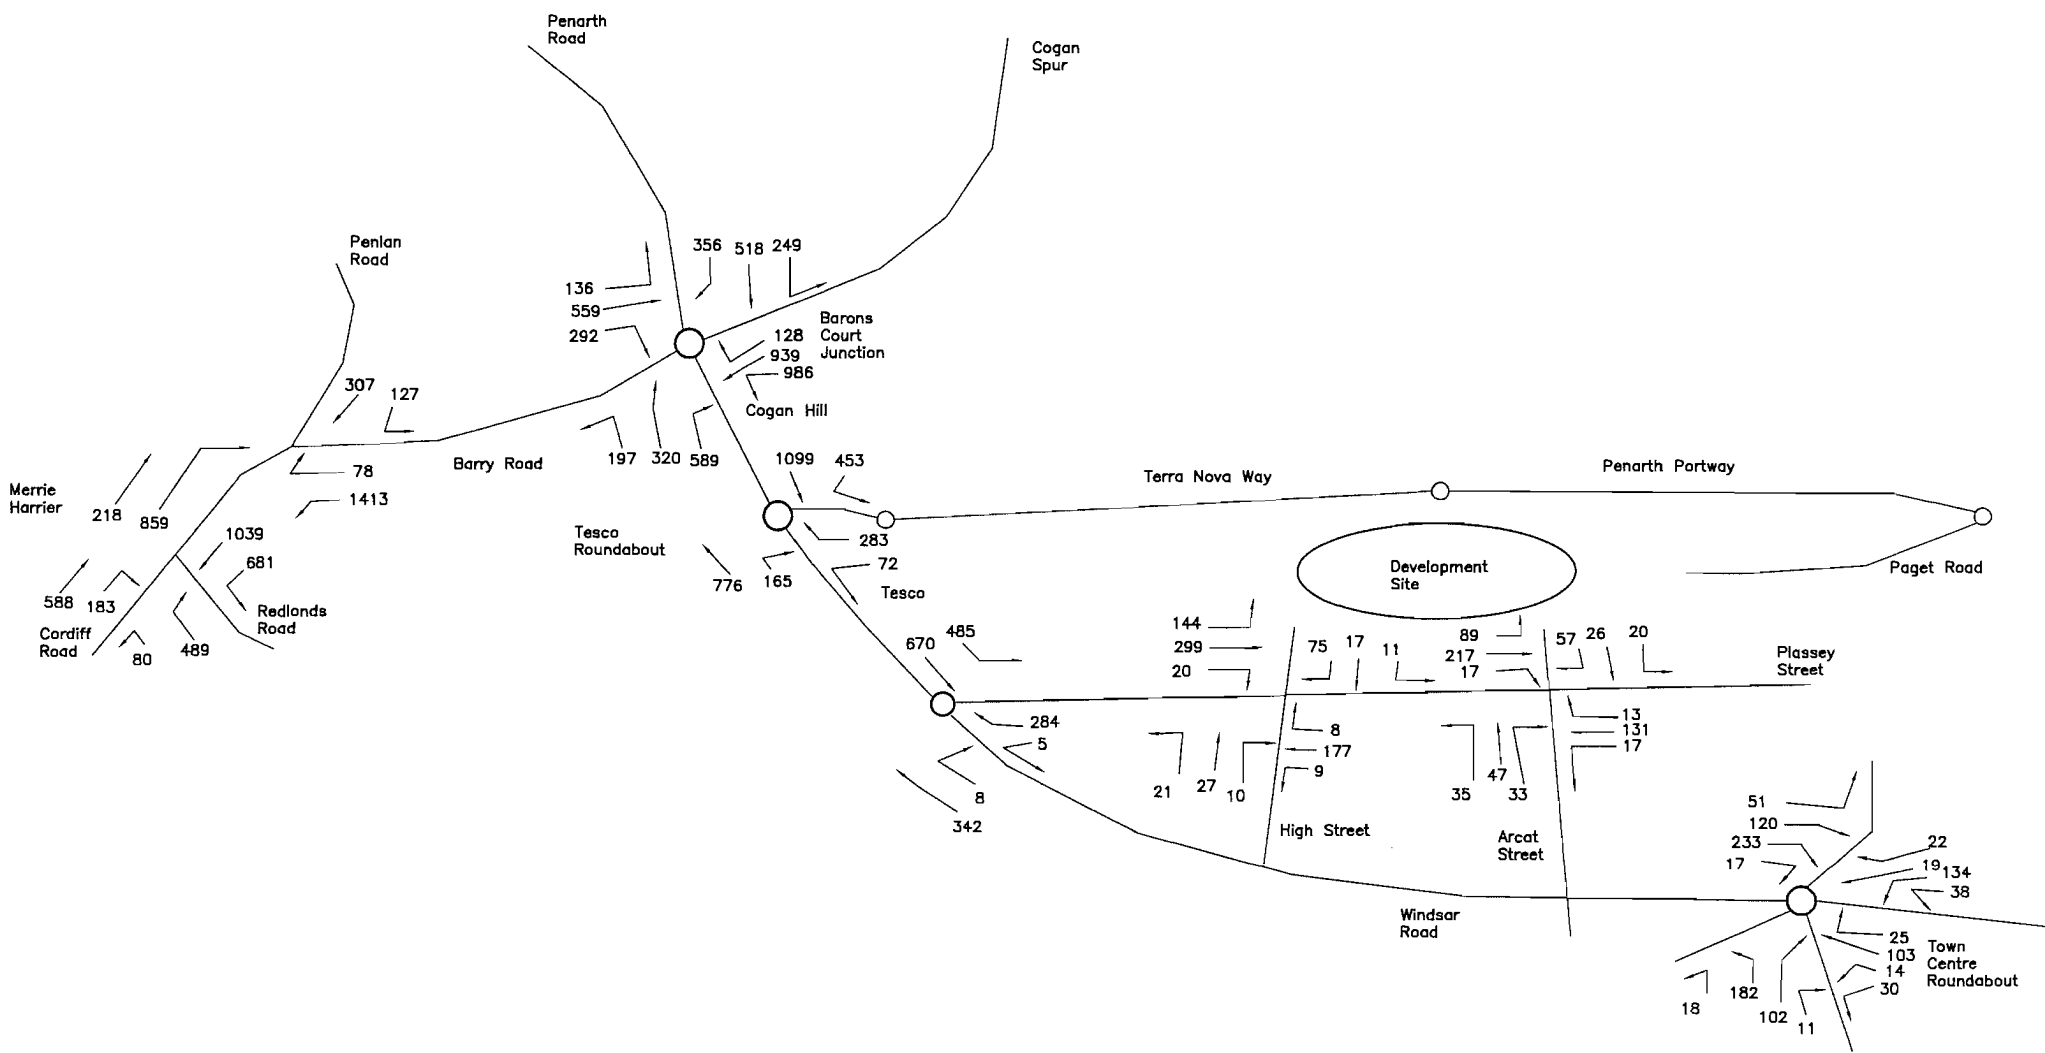 Penarth
Road
Cogan
Spur
Penlan
Road
356
518
249
136
559
292
Barons
Court
Junction
128
939
986
Cogan Hill
307
127
Barry Road
197
320
589
78
1413
Merrie
Harrier
218
859
1039
681
588
183
Cardiff
Road
80
489
Redlonds
Road
1099
453
Terra Nova Way
Penarth Portway
Tesco
Roundabout
283
72
776
165
Tesco
Development
Site
Paget Road
670
485
144
299
20
75
17
11
89
217
17
57
26
20
Plassey
Street
284
5
8
342
21
27
10
8
177
9
35
47
33
13
131
17
High Street
Arcat
Street
Windsar
Road
51
120
233
17
22
19
134
38
25
103
14
30
Town
Centre
Roundabout
18
182
102
11